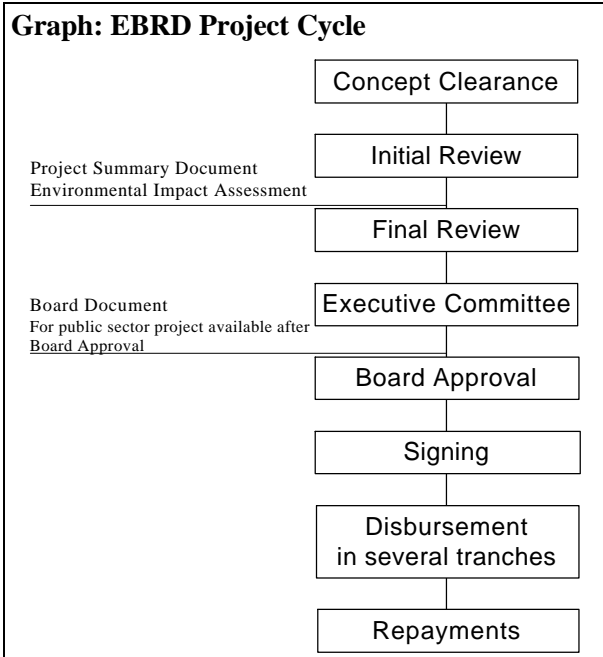 Graph: EBRD Project Cycle
Concept Clearance
Initial Review
Project Summary Document
Environmental Impact Assessment
Final Review
Executive Committee
Board Document
For public sector project available after
Board Approval
Board Approval
Signing
Disbursement
in several tranches
Repayments